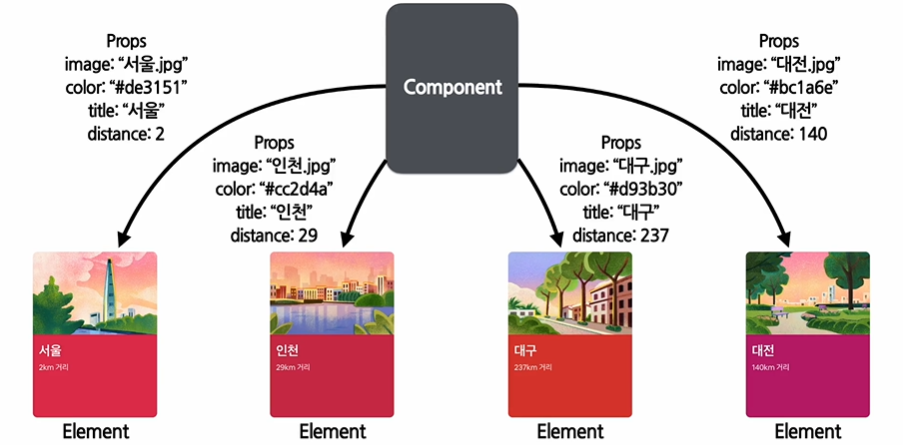 Props
image: “서울.jpg”
color: “#de3151”
title: “서울”
distance: 2
Props
image: “인천.jpg”
color: “#cc2d4a”
title: “인천”
distance: 29
Component
Props
image: “대구.jpg”
color: “#d93b30”
title: “대구”
distance: 237
Props
image: “대전.jpg”
color: “#bc1a6e”
title: “대전”
distance: 140
서울
2km 거리
Element
인천
29km 거리
Element
대구
237km 거리
Element
대전
140km 거리
Element